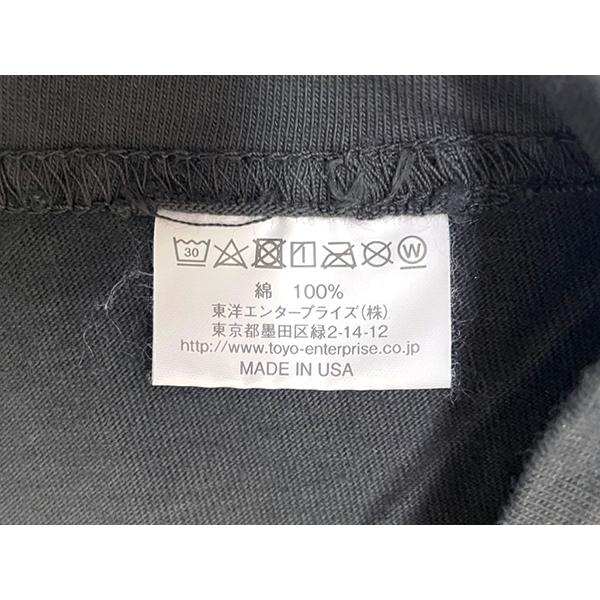 30
W
綿 100%
東洋エンタープライズ(株)
東京都墨田区緑2-14-12
http://www.toyo-enterprise.co.jp
MADE IN USA